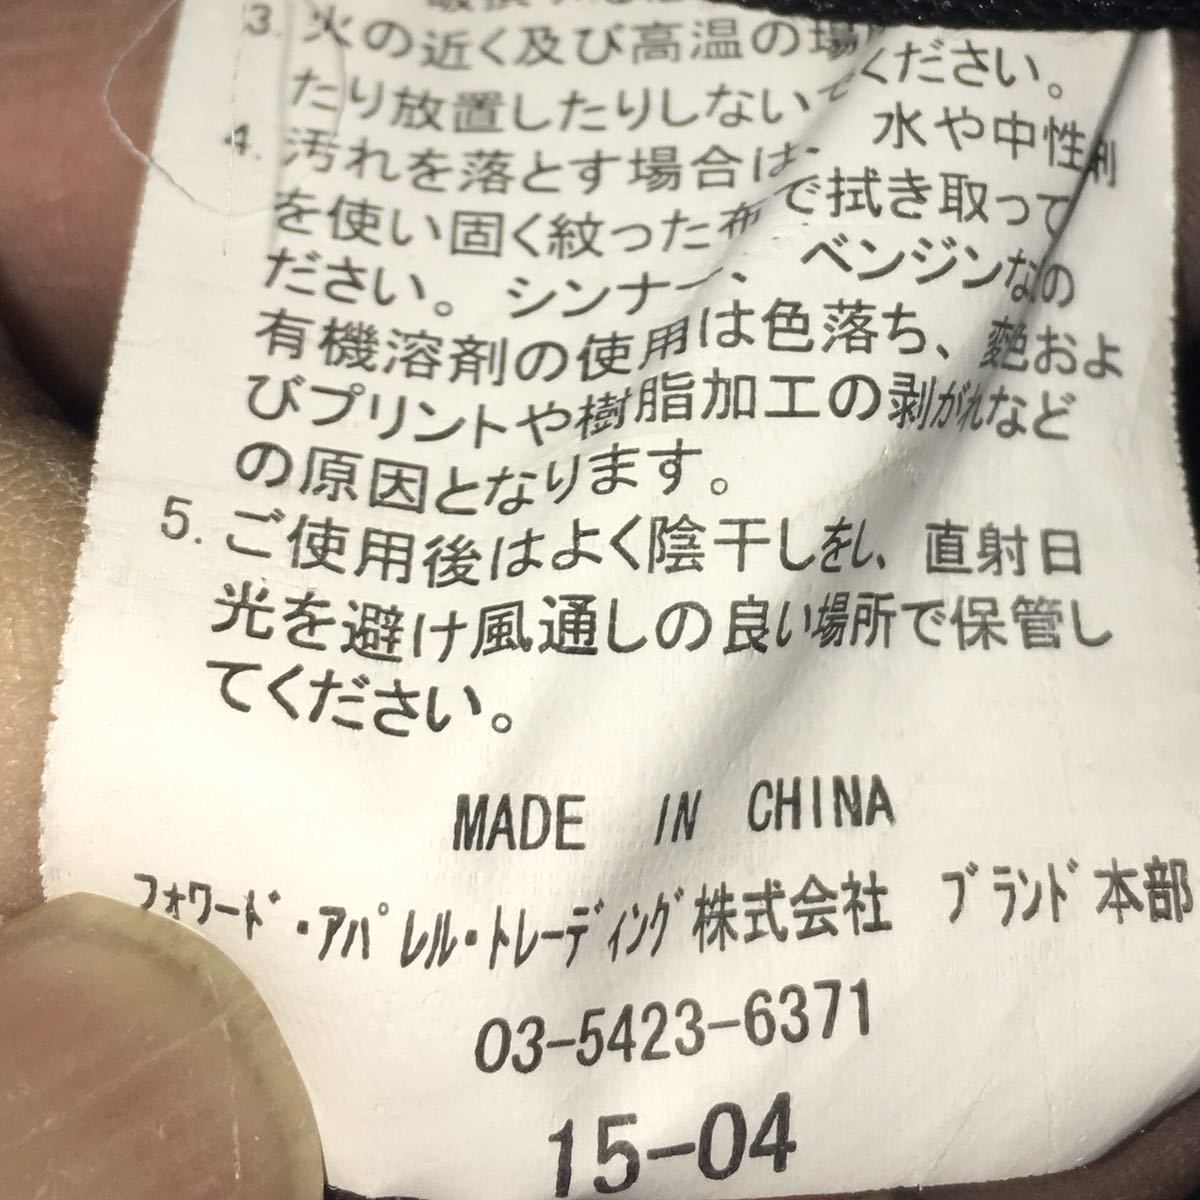 3. 火の近く及び高温の場
たり放置したりしないでください。
4. 汚れを落とす場合は、水や中性剤
を使い固く絞った布で拭き取って
ださい。シンナー、ベンジンなの
有機溶剤の使用は色落ち、艶およ
びプリントや樹脂加工の剥がれなど
の原因となります。
5. ご使用後はよく陰干しをし、直射日
光を避け風通しの良い場所で保管し
てください。
MADE IN CHINA
フォワード・アパレル・トレーディング株式会社 ブランド本部
03-5423-6371
15-04